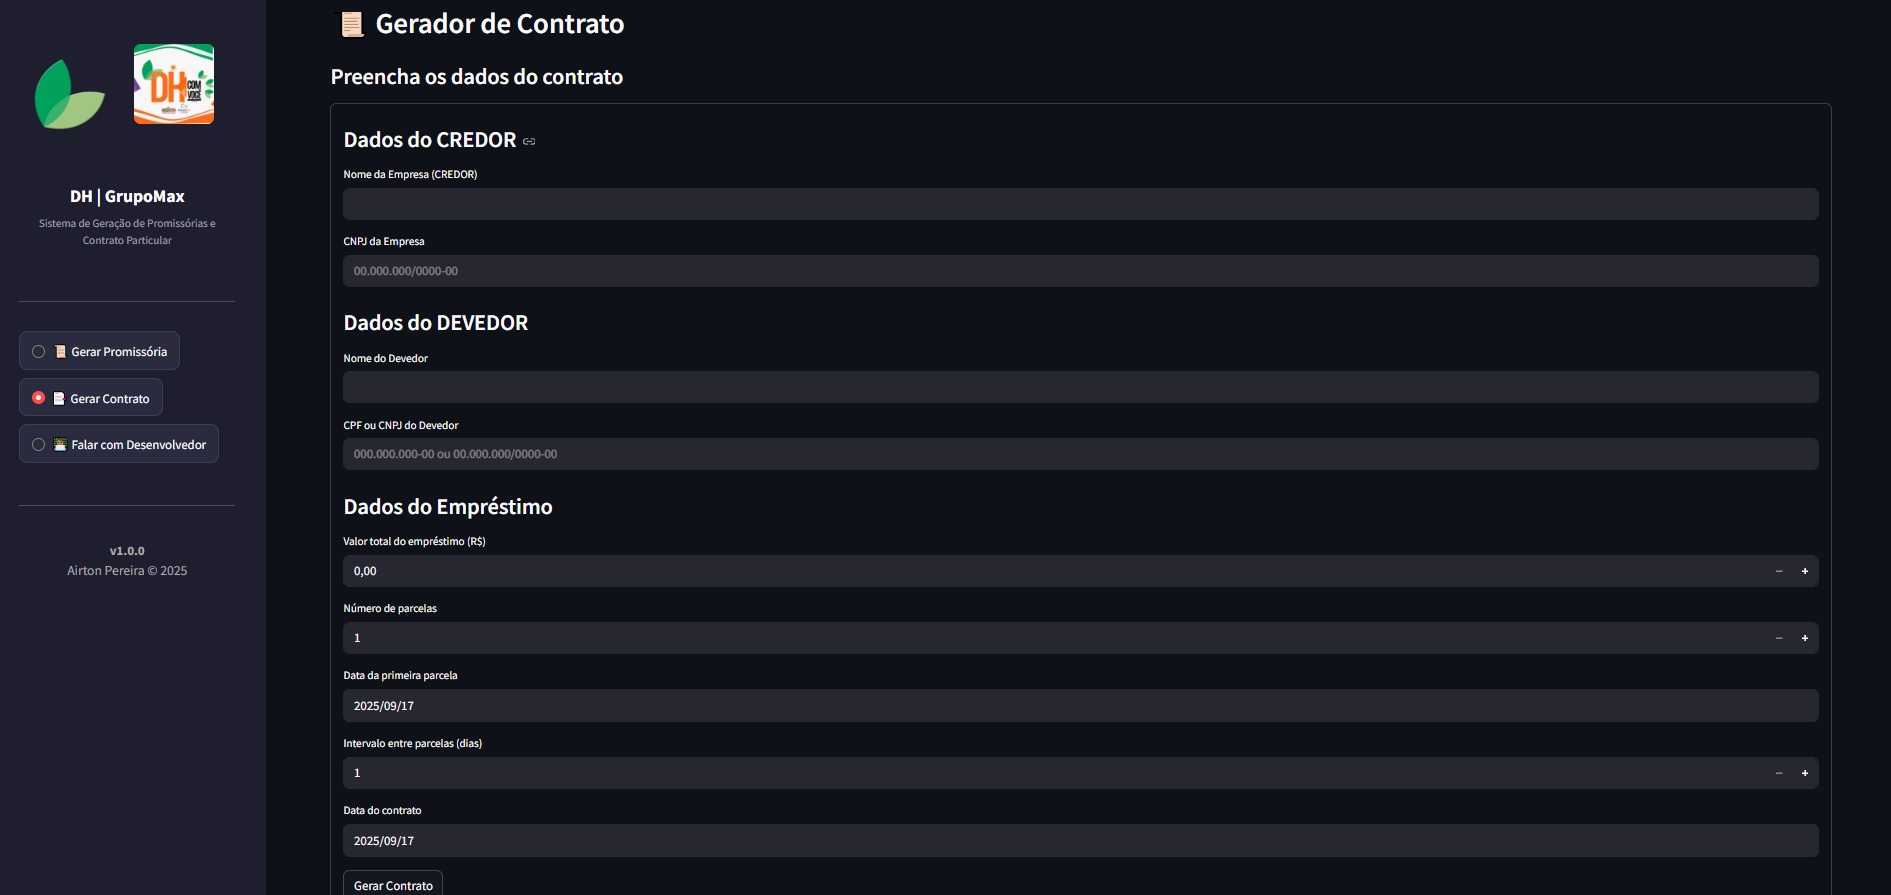 Gerador de Contrato
Preencha os dados do contrato
DH
COM
VOCÊ
DH | GrupoMax
Sistema de Geração de Promissórias e
Contrato Particular
Gerar Promissória
Gerar Contrato
Falar com Desenvolvedor
v1.0.0
Airton Pereira © 2025
Dados do CREDOR
Nome da Empresa (CREDOR)
CNPJ da Empresa
00.000.000/0000-00
Dados do DEVEDOR
Nome do Devedor
CPF ou CNPJ do Devedor
000.000.000-00 ou 00.000.000/0000-00
Dados do Empréstimo
Valor total do empréstimo (R$)
0,00
Número de parcelas
1
Data da primeira parcela
2025/09/17
Intervalo entre parcelas (dias)
1
Data do contrato
2025/09/17
Gerar Contrato